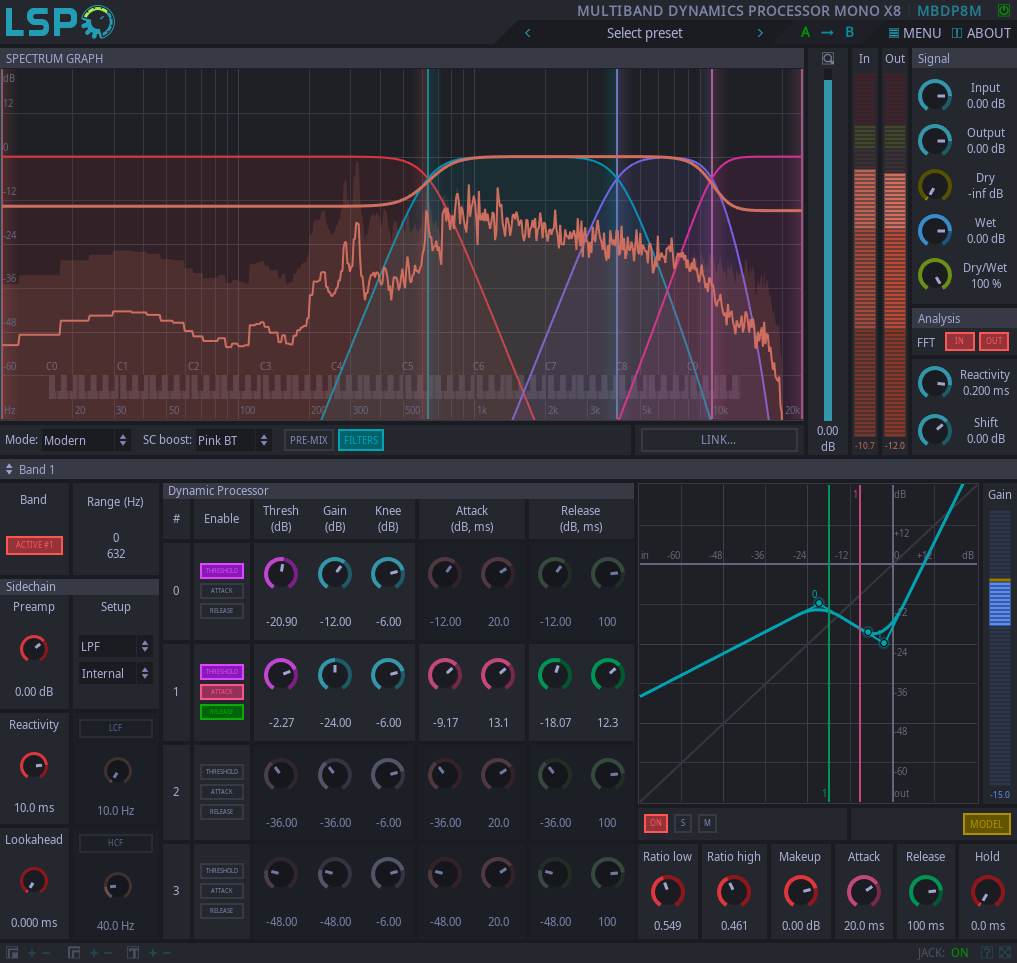 LSP
MULTIBAND DYNAMICS PROCESSOR MONO X8 MBDP8M
< Select preset > A → B MENU ABOUT
SPECTRUM GRAPH
In Out
Signal
dB
12
0
-12
-24
-36
-48
-60
C0 C1 C2 C3 C4 C5 C6 C7 C8 C9
Hz 20 30 50 100 200 300 500 1k 2k 3k 5k 10k 20k
0.00
dB
-10.7 -12.0
Input
0.00 dB
Output
0.00 dB
Dry
-inf dB
Wet
0.00 dB
Dry/Wet
100 %
Analysis
FFT IN OUT
Reactivity
0.200 ms
Shift
0.00 dB
Mode: Modern SC boost: Pink BT PRE-MIX FILTERS LINK...
Band 1
Band
ACTIVE #1
Range (Hz)
0
632
Sidechain
Preamp
0.00 dB
Setup
LPF
Internal
Reactivity
10.0 ms
LCF
10.0 Hz
Lookahead
0.000 ms
HCF
40.0 Hz
Dynamic Processor
# Enable Thresh (dB) Gain (dB) Knee (dB) Attack (dB, ms) Release (dB, ms)
0 THRESHOLD
ATTACK
RELEASE
-20.90 -12.00 -6.00 -12.00 20.0 -12.00 100
1 THRESHOLD
ATTACK
RELEASE
-2.27 -24.00 -6.00 -9.17 13.1 -18.07 12.3
2 THRESHOLD
ATTACK
RELEASE
-36.00 -36.00 -6.00 -36.00 20.0 -36.00 100
3 THRESHOLD
ATTACK
RELEASE
-48.00 -48.00 -6.00 -48.00 20.0 -48.00 100
1 dB
+12
in -60 -48 -36 -24 -12 0 +12 dB
0
-12
-24
-36
-48
-60
1 out
Gain
-15.0
ON S M MODEL
Ratio low Ratio high Makeup Attack Release Hold
0.549 0.461 0.00 dB 20.0 ms 100 ms 0.0 ms
+ − + − T + − JACK: ON ?